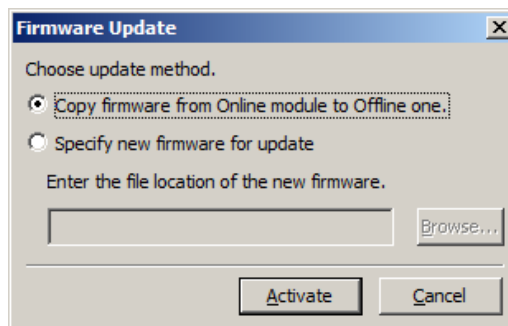 Firmware Update
Choose update method.
Copy firmware from Online module to Offline one.
Specify new firmware for update
Enter the file location of the new firmware.
Browse...
Activate
Cancel